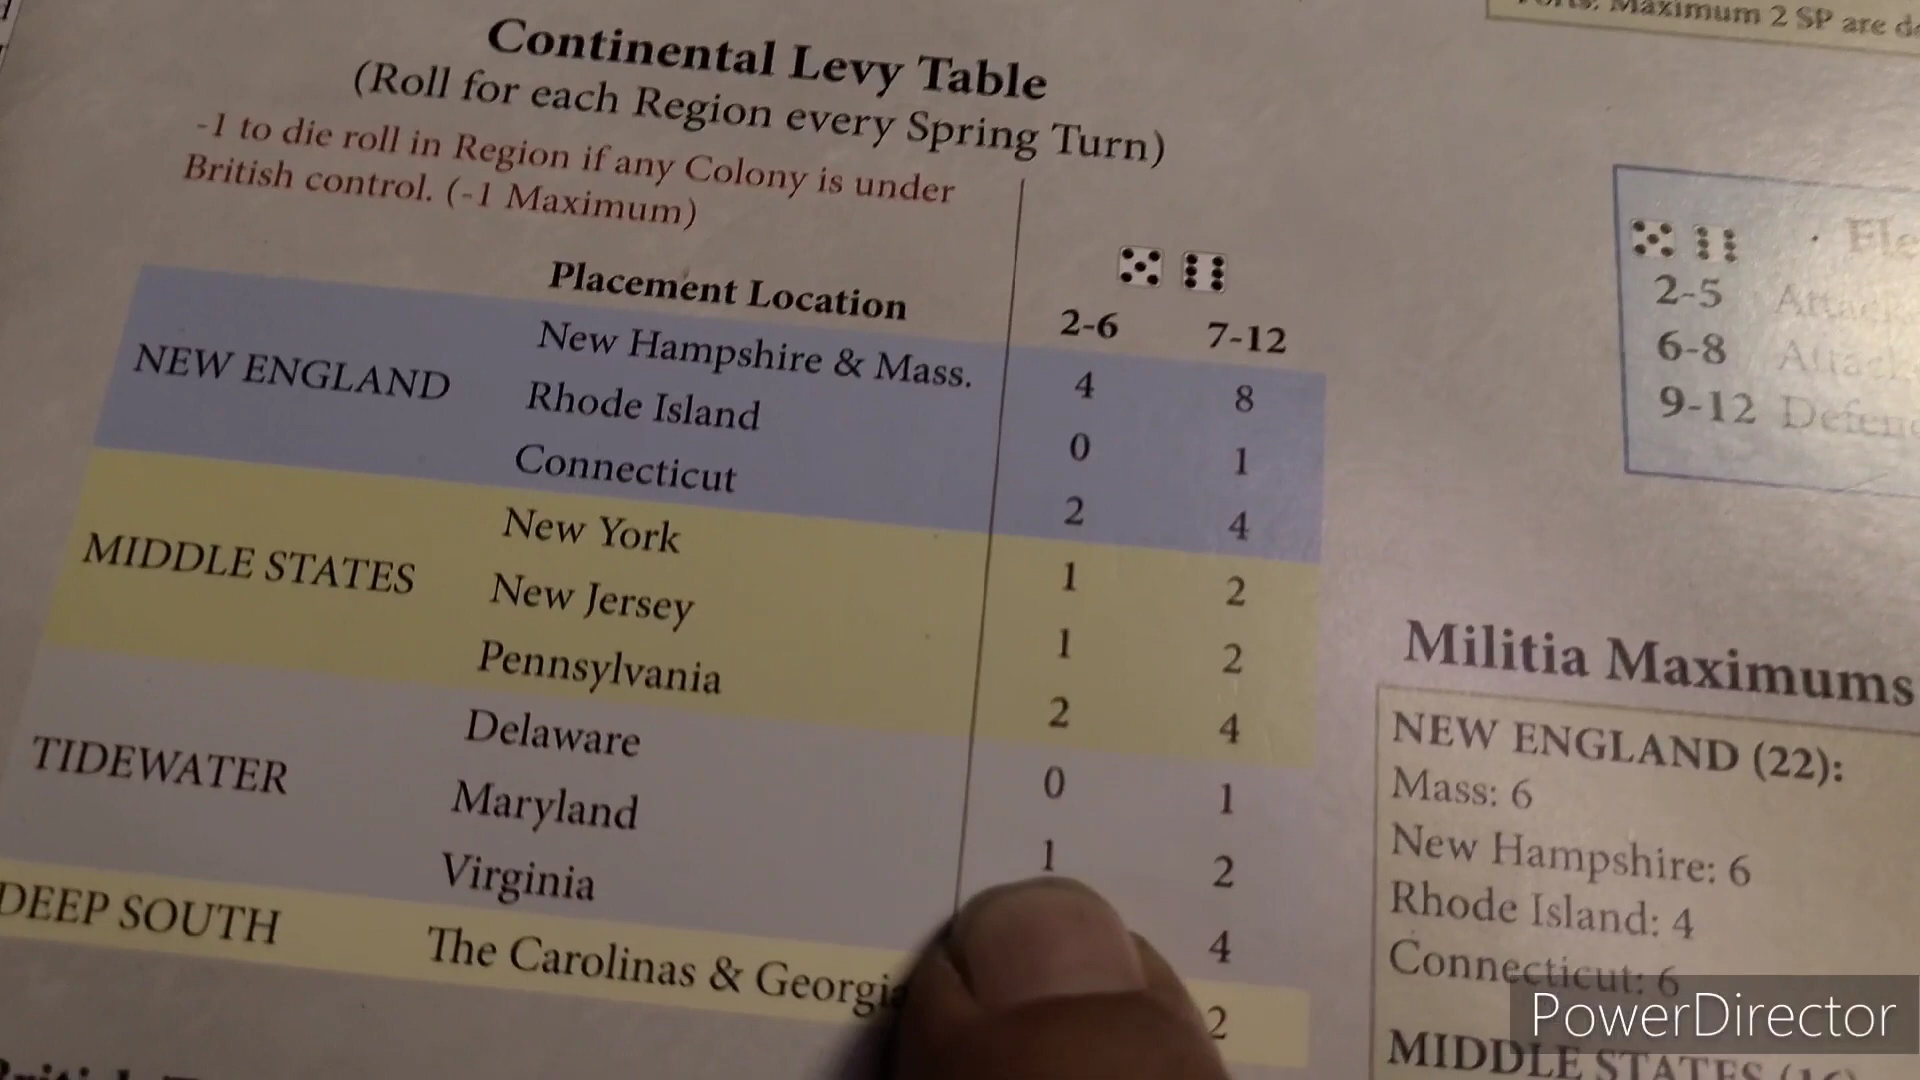 Maximum 2 SP are
Continental Levy Table
(Roll for each Region every Spring Turn)
-1 to die roll in Region if any Colony is under
British control. (-1 Maximum)
Placement Location 2-6 7-12
NEW ENGLAND
New Hampshire & Mass. 4 8
Rhode Island 0 1
Connecticut 2 4
MIDDLE STATES
New York 1 2
New Jersey 1 2
Pennsylvania 2 4
TIDEWATER
Delaware 0 1
Maryland 1 2
Virginia 4
DEEP SOUTH The Carolinas & Georgia 2
2-5
6-8
9-12
Militia Maximums
NEW ENGLAND (22):
Mass: 6
New Hampshire: 6
Rhode Island: 4
Connecticut: 6
MIDDLE STATES
PowerDirector